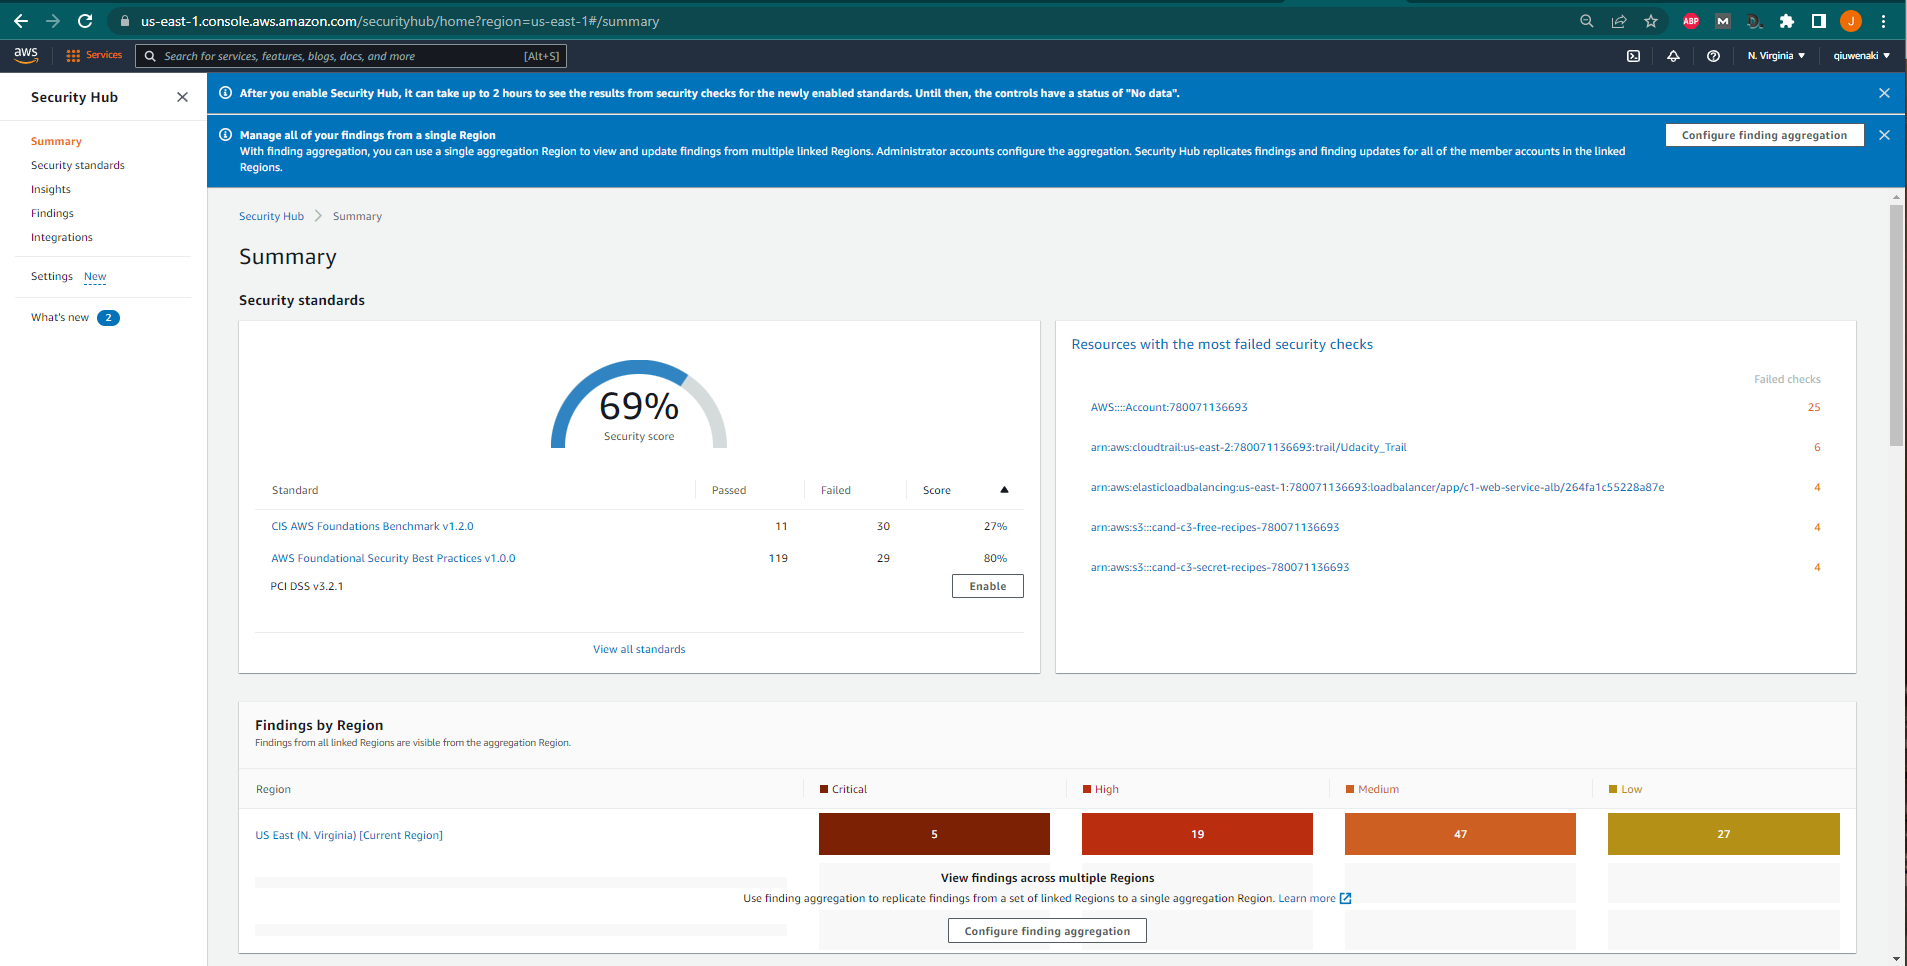 us-east-1.console.aws.amazon.com/securityhub/home?region=us-east-1#/summary
ABP
M
J
aws
Services
Search for services, features, blogs, docs, and more
[Alt+S]
N. Virginia
qiuwenaki
Security Hub
Summary
Security standards
Insights
Findings
Integrations
Settings New
What's new 2
After you enable Security Hub, it can take up to 2 hours to see the results from security checks for the newly enabled standards. Until then, the controls have a status of "No data".
Manage all of your findings from a single Region
With finding aggregation, you can use a single aggregation Region to view and update findings from multiple linked Regions. Administrator accounts configure the aggregation. Security Hub replicates findings and finding updates for all of the member accounts in the linked
Regions.
Configure finding aggregation
Security Hub Summary
Summary
Security standards
69%
Security score
Standard Passed Failed Score
CIS AWS Foundations Benchmark v1.2.0 11 30 27%
AWS Foundational Security Best Practices v1.0.0 119 29 80%
PCI DSS v3.2.1 Enable
View all standards
Resources with the most failed security checks
Failed checks
AWS::::Account:780071136693 25
arn:aws:cloudtrail:us-east-2:780071136693:trail/Udacity_Trail 6
arn:aws:elasticloadbalancing:us-east-1:780071136693:loadbalancer/app/c1-web-service-alb/264fa1c55228a87e 4
arn:aws:s3:::cand-c3-free-recipes-780071136693 4
arn:aws:s3:::cand-c3-secret-recipes-780071136693 4
Findings by Region
Findings from all linked Regions are visible from the aggregation Region.
Region Critical High Medium Low
US East (N. Virginia) [Current Region] 5 19 47 27
View findings across multiple Regions
Use finding aggregation to replicate findings from a set of linked Regions to a single aggregation Region. Learn more
Configure finding aggregation